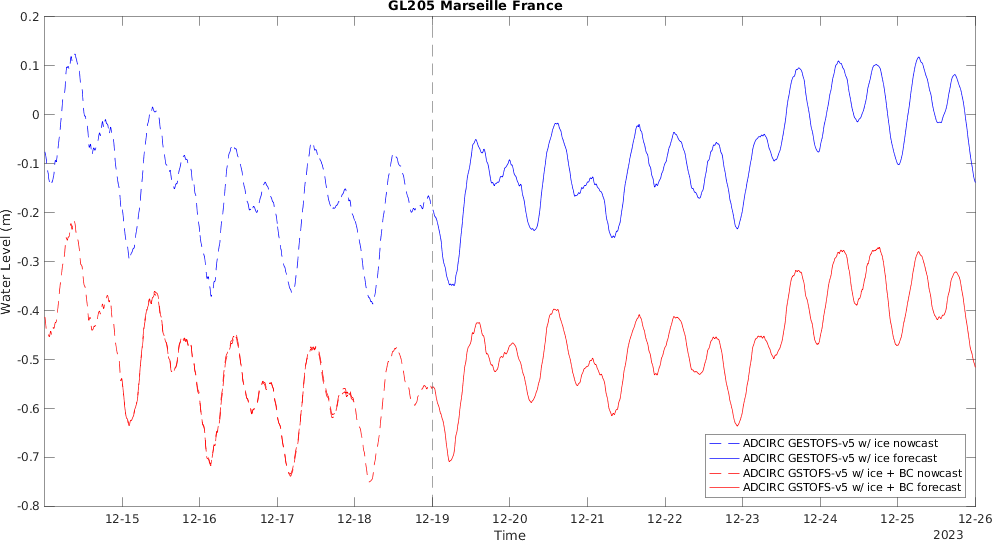 GL205 Marseille France
0.2
0.1
0
-0.1
-0.2
-0.3
-0.4
-0.5
-0.6
-0.7
-0.8
Water Level (m)
ADCIRC GESTOFS-v5 w/ ice nowcast
ADCIRC GESTOFS-v5 w/ ice forecast
ADCIRC GSTOFS-v5 w/ ice + BC nowcast
ADCIRC GSTOFS-v5 w/ ice + BC forecast
12-15 12-16 12-17 12-18 12-19 12-20 12-21 12-22 12-23 12-24 12-25 12-26
Time
2023